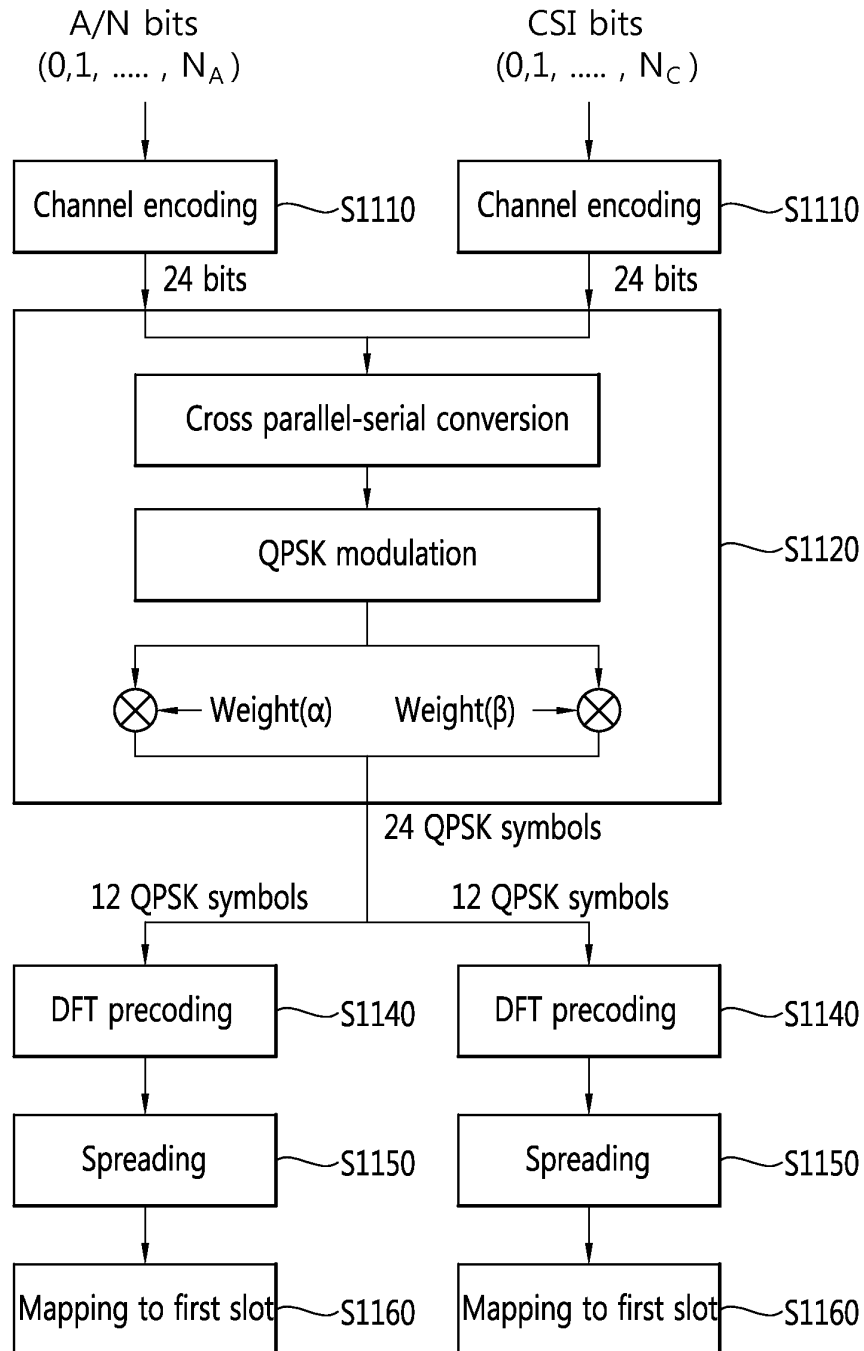 A/N bits
(0,1, ..... , N_A)
CSI bits
(0,1, ..... , N_C)
Channel encoding
S1110
Channel encoding
S1110
24 bits
24 bits
Cross parallel-serial conversion
QPSK modulation
S1120
Weight(α)
Weight(β)
24 QPSK symbols
12 QPSK symbols
12 QPSK symbols
DFT precoding
S1140
DFT precoding
S1140
Spreading
S1150
Spreading
S1150
Mapping to first slot
S1160
Mapping to first slot
S1160